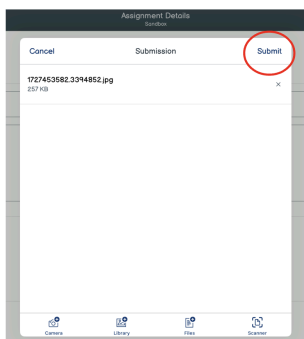 Assignment Details
Sandbox
Cancel Submission Submit
1727453582.3394852.jpg
257 KB
Camera Library Files Scanner